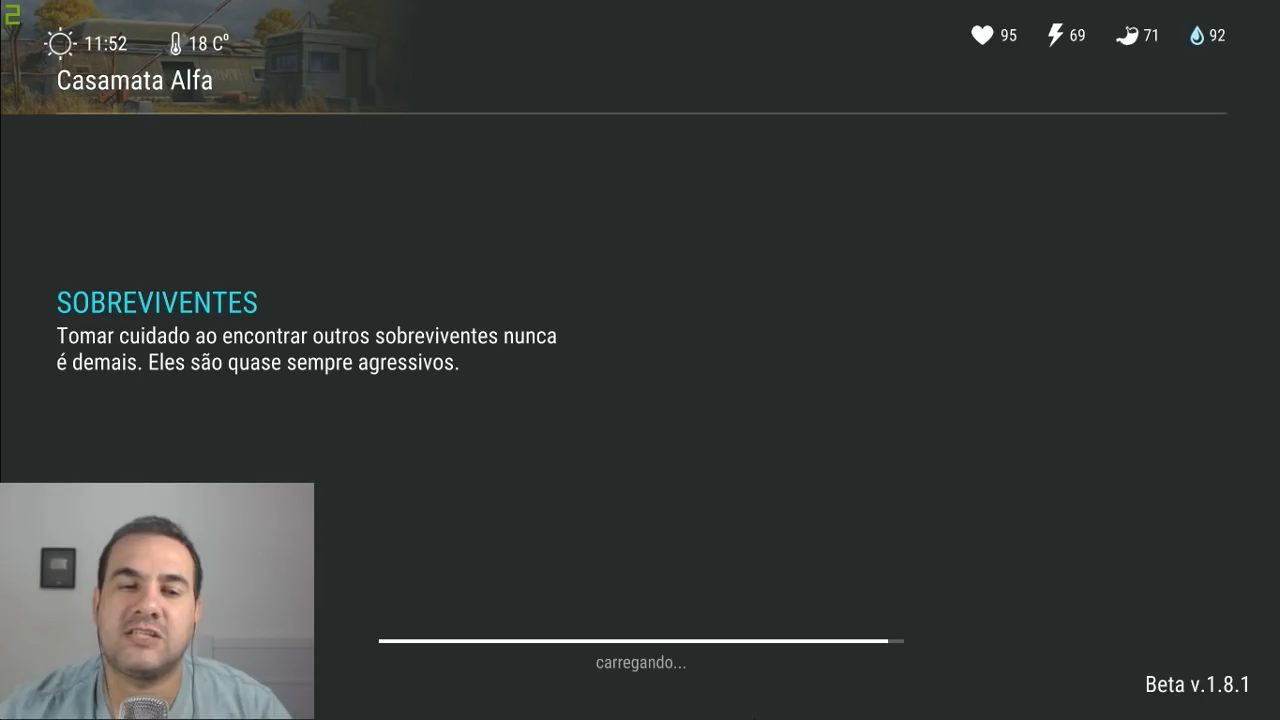 2
11:52
18 Cº
95
69
71
92
Casamata Alfa
SOBREVIVENTES
Tomar cuidado ao encontrar outros sobreviventes nunca
é demais. Eles são quase sempre agressivos.
carregando...
Beta v.1.8.1